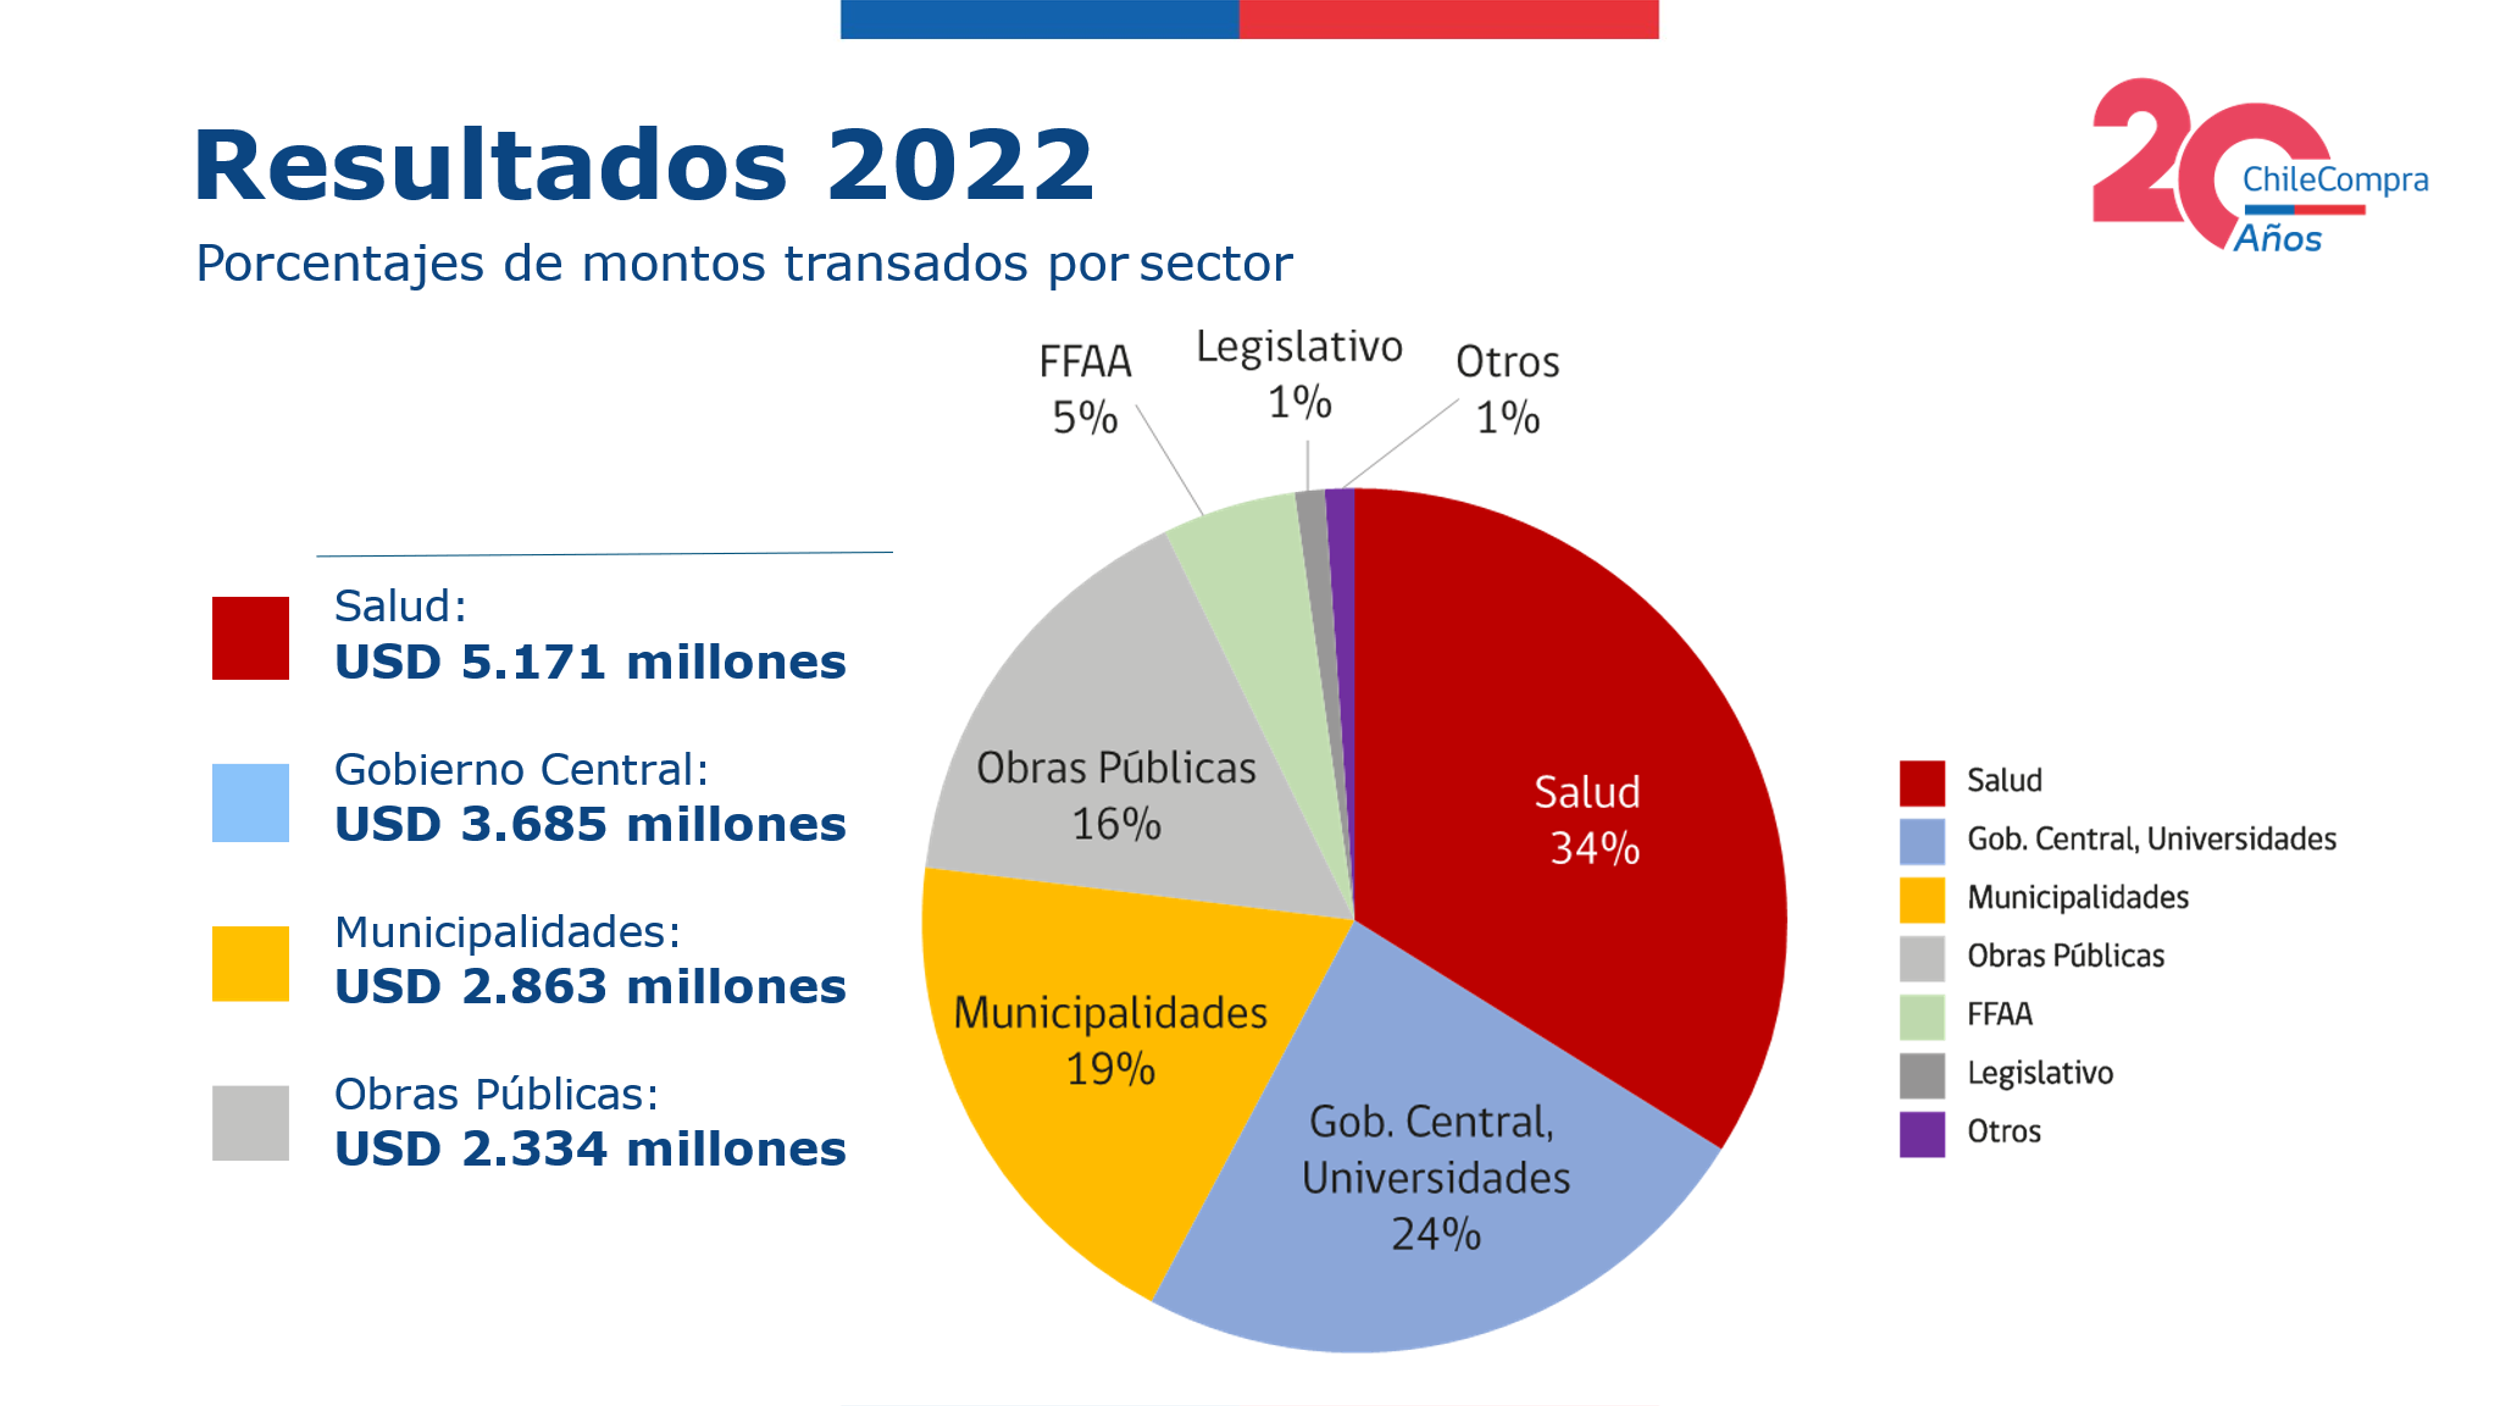 Resultados 2022
Porcentajes de montos transados por sector
20
ChileCompra
Años
Salud:
USD 5.171 millones
Gobierno Central:
USD 3.685 millones
Municipalidades:
USD 2.863 millones
Obras Públicas:
USD 2.334 millones
FFAA
5%
Legislativo
1%
Otros
1%
Obras Públicas
16%
Salud
34%
Municipalidades
19%
Gob. Central,
Universidades
24%
Salud
Gob. Central, Universidades
Municipalidades
Obras Públicas
FFAA
Legislativo
Otros